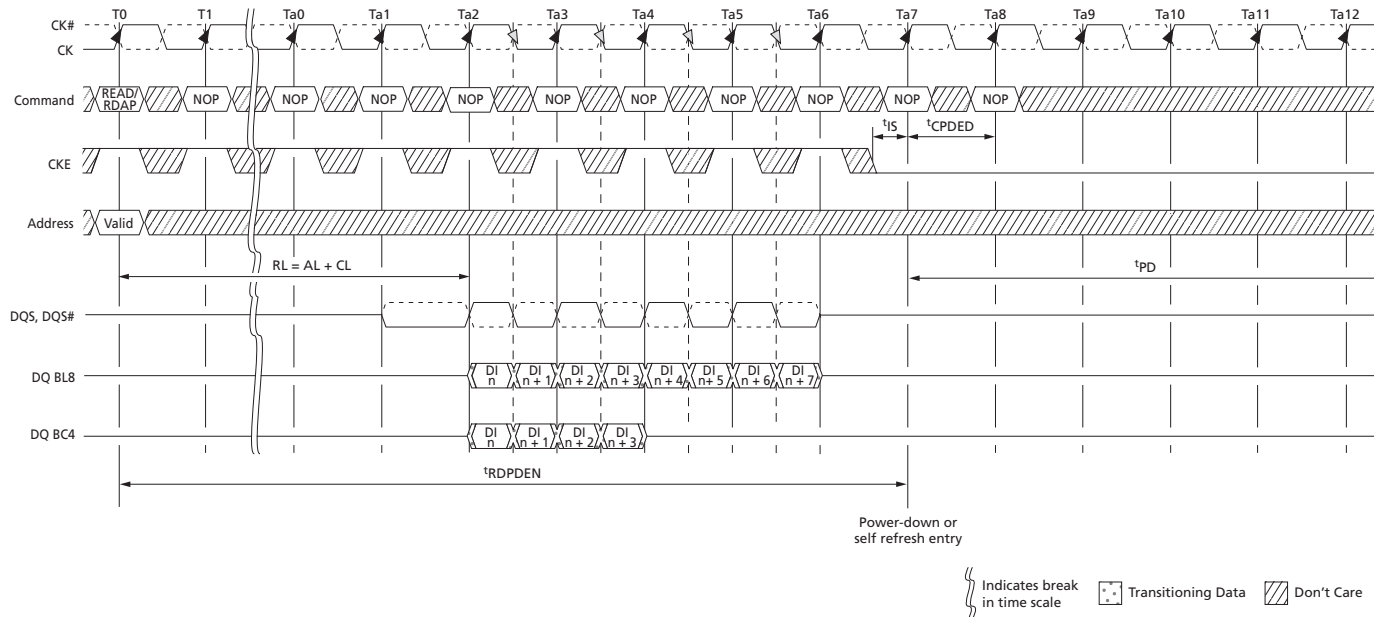 T0 T1 Ta0 Ta1 Ta2 Ta3 Ta4 Ta5 Ta6 Ta7 Ta8 Ta9 Ta10 Ta11 Ta12
CK#
CK
Command READ/ NOP NOP NOP NOP NOP NOP NOP NOP NOP NOP
RDAP
tIS tCPDED
CKE
Address Valid
RL = AL + CL tPD
DQS, DQS#
DQ BL8 DI DI DI DI DI DI DI DI
n n + 1 n + 2 n + 3 n + 4 n+ 5 n + 6 n + 7
DQ BC4 DI DI DI DI
n n + 1 n + 2 n + 3
tRDPDEN
Power-down or
self refresh entry
Indicates break
in time scale
Transitioning Data
Don't Care